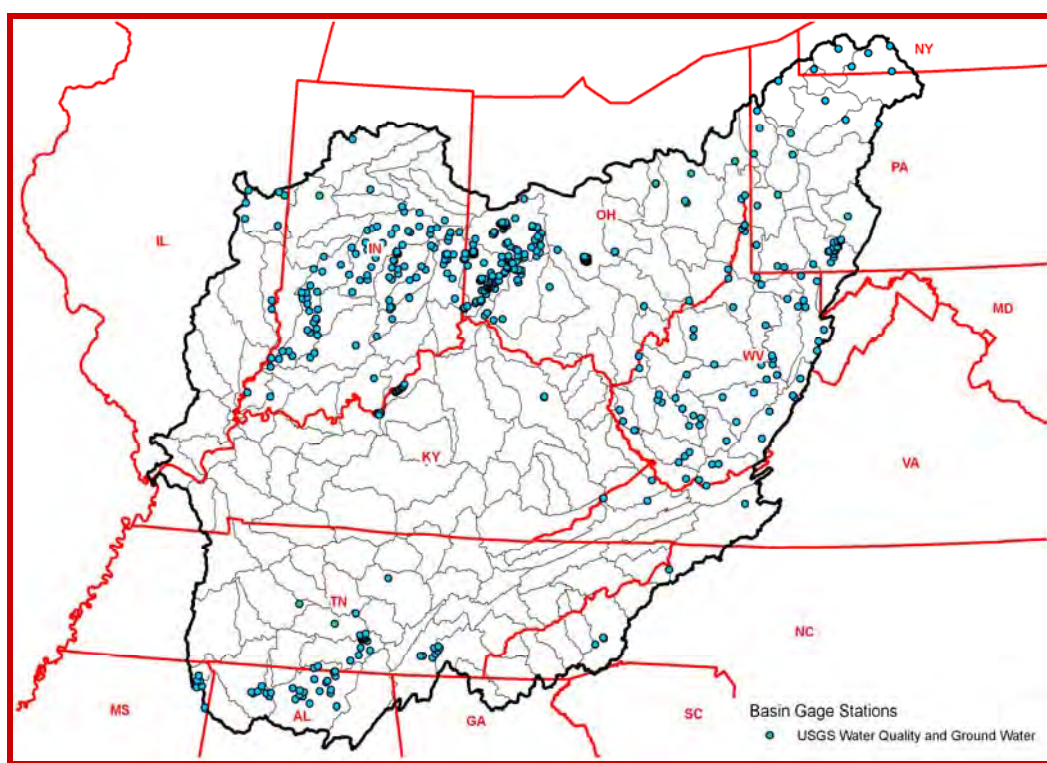 NY
PA
OH
IL
IN
MD
WV
KY
VA
TN
NC
MS
AL
GA
SC
Basin Gage Stations
USGS Water Quality and Ground Water